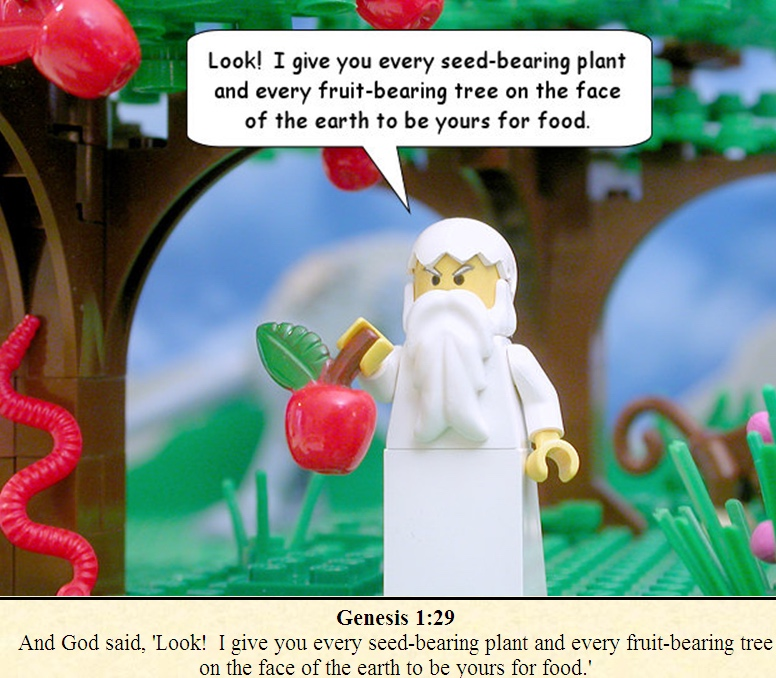 Look! I give you every seed-bearing plant
and every fruit-bearing tree on the face
of the earth to be yours for food.
Genesis 1:29
And God said, 'Look! I give you every seed-bearing plant and every fruit-bearing tree
on the face of the earth to be yours for food.'